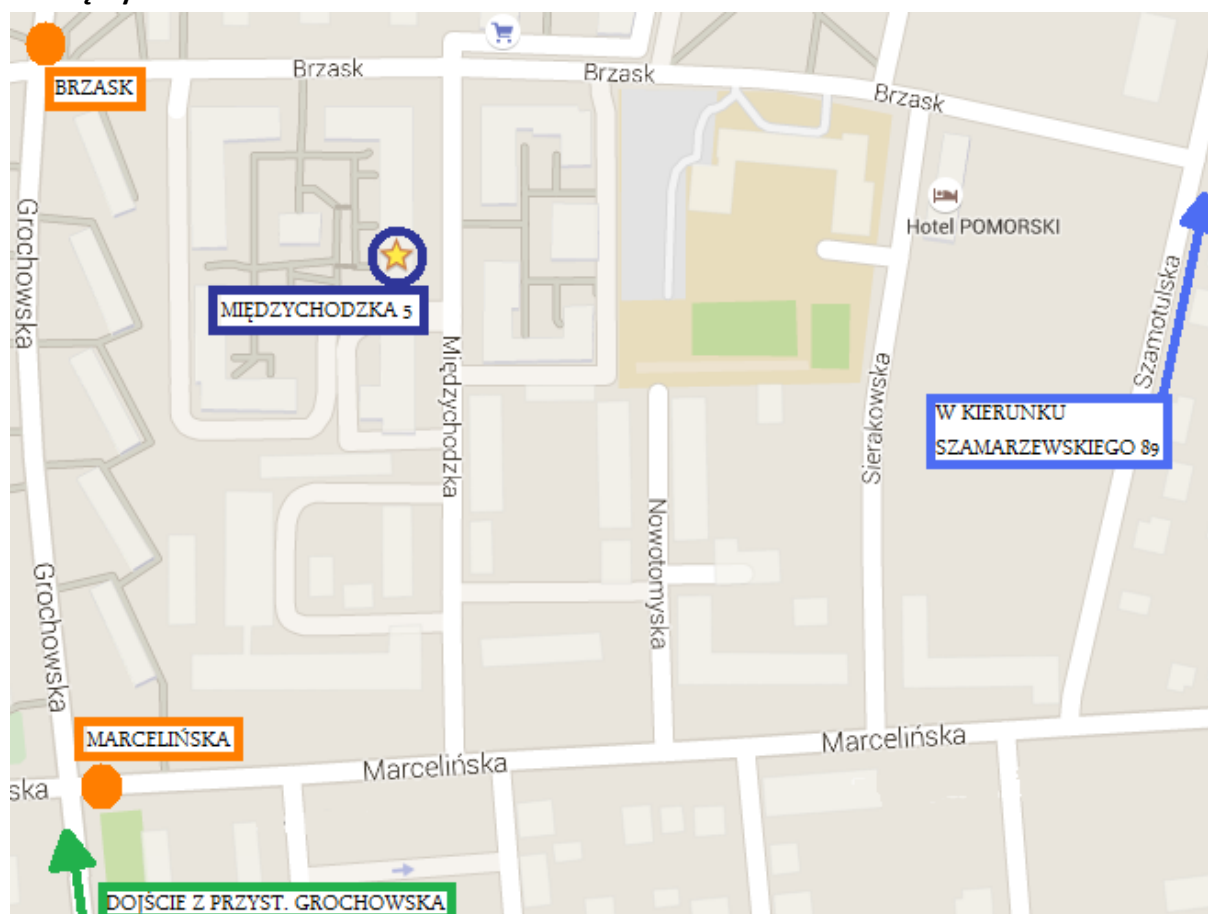 Brzask
Brzask
Brzask
BRZASK
Grochowska
Hotel POMORSKI
MIĘDZYCHODZKA 5
Międzychodzka
Szamotulska
W KIERUNKU
SZAMARZEWSKIEGO 89
Sierakowska
Nowotomyska
Grochowska
MARCELIŃSKA
Marcelińska
Marcelińska
ska
DOJŚCIE Z PRZYST. GROCHOWSKA